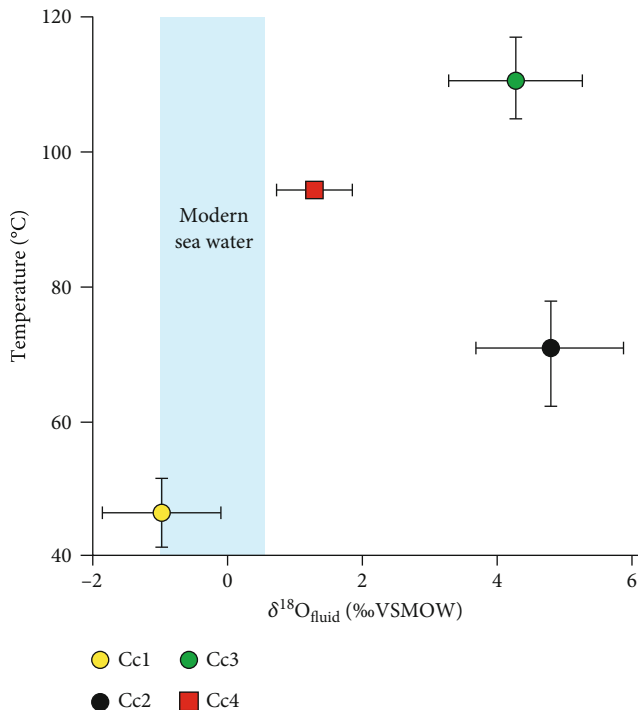 120
100
80
60
40
Temperature (°C)
Modern
sea water
−2
0
2
4
6
δ¹⁸O_fluid (‰VSMOW)
Cc1
Cc3
Cc2
Cc4